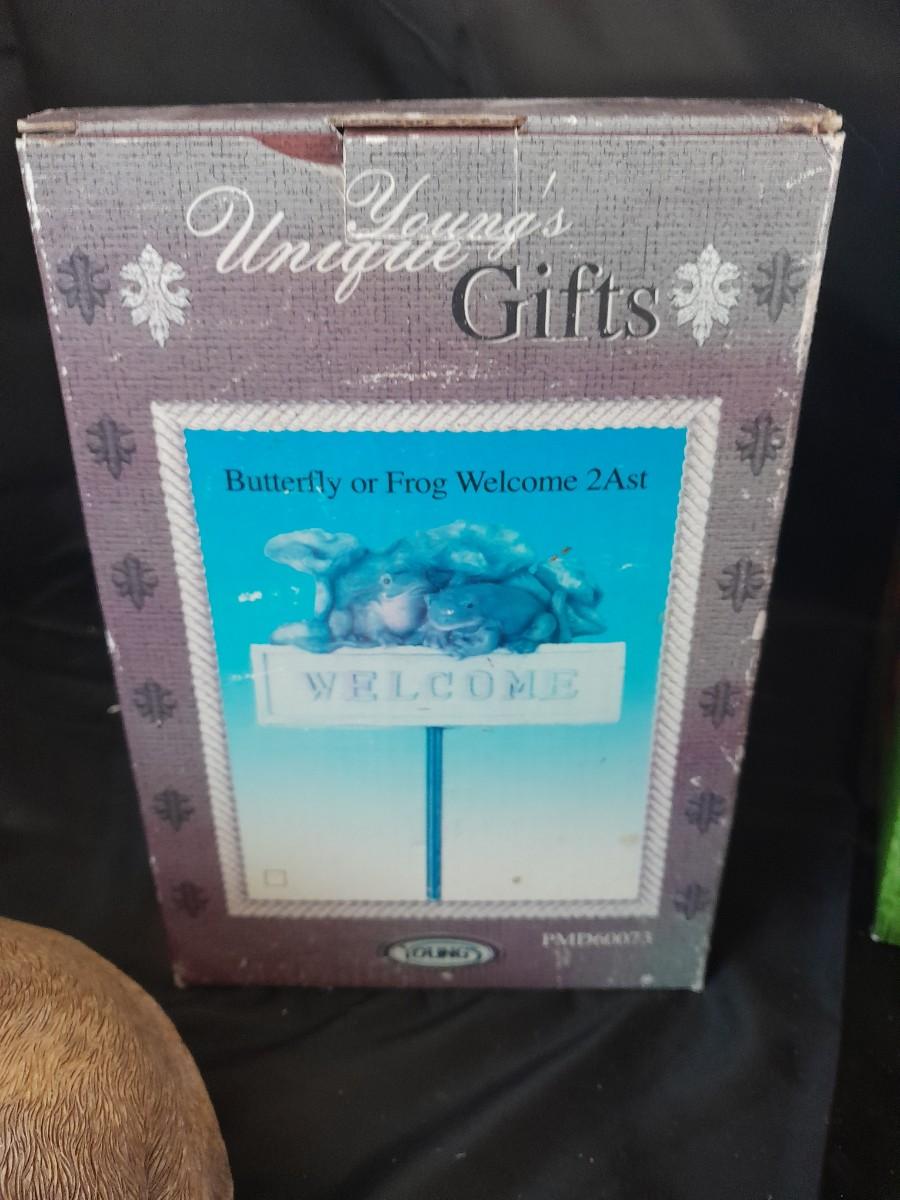 Young's
Unique
Gifts
Butterfly or Frog Welcome 2Ast
WELCOME
YOUNG'S
PMD60073